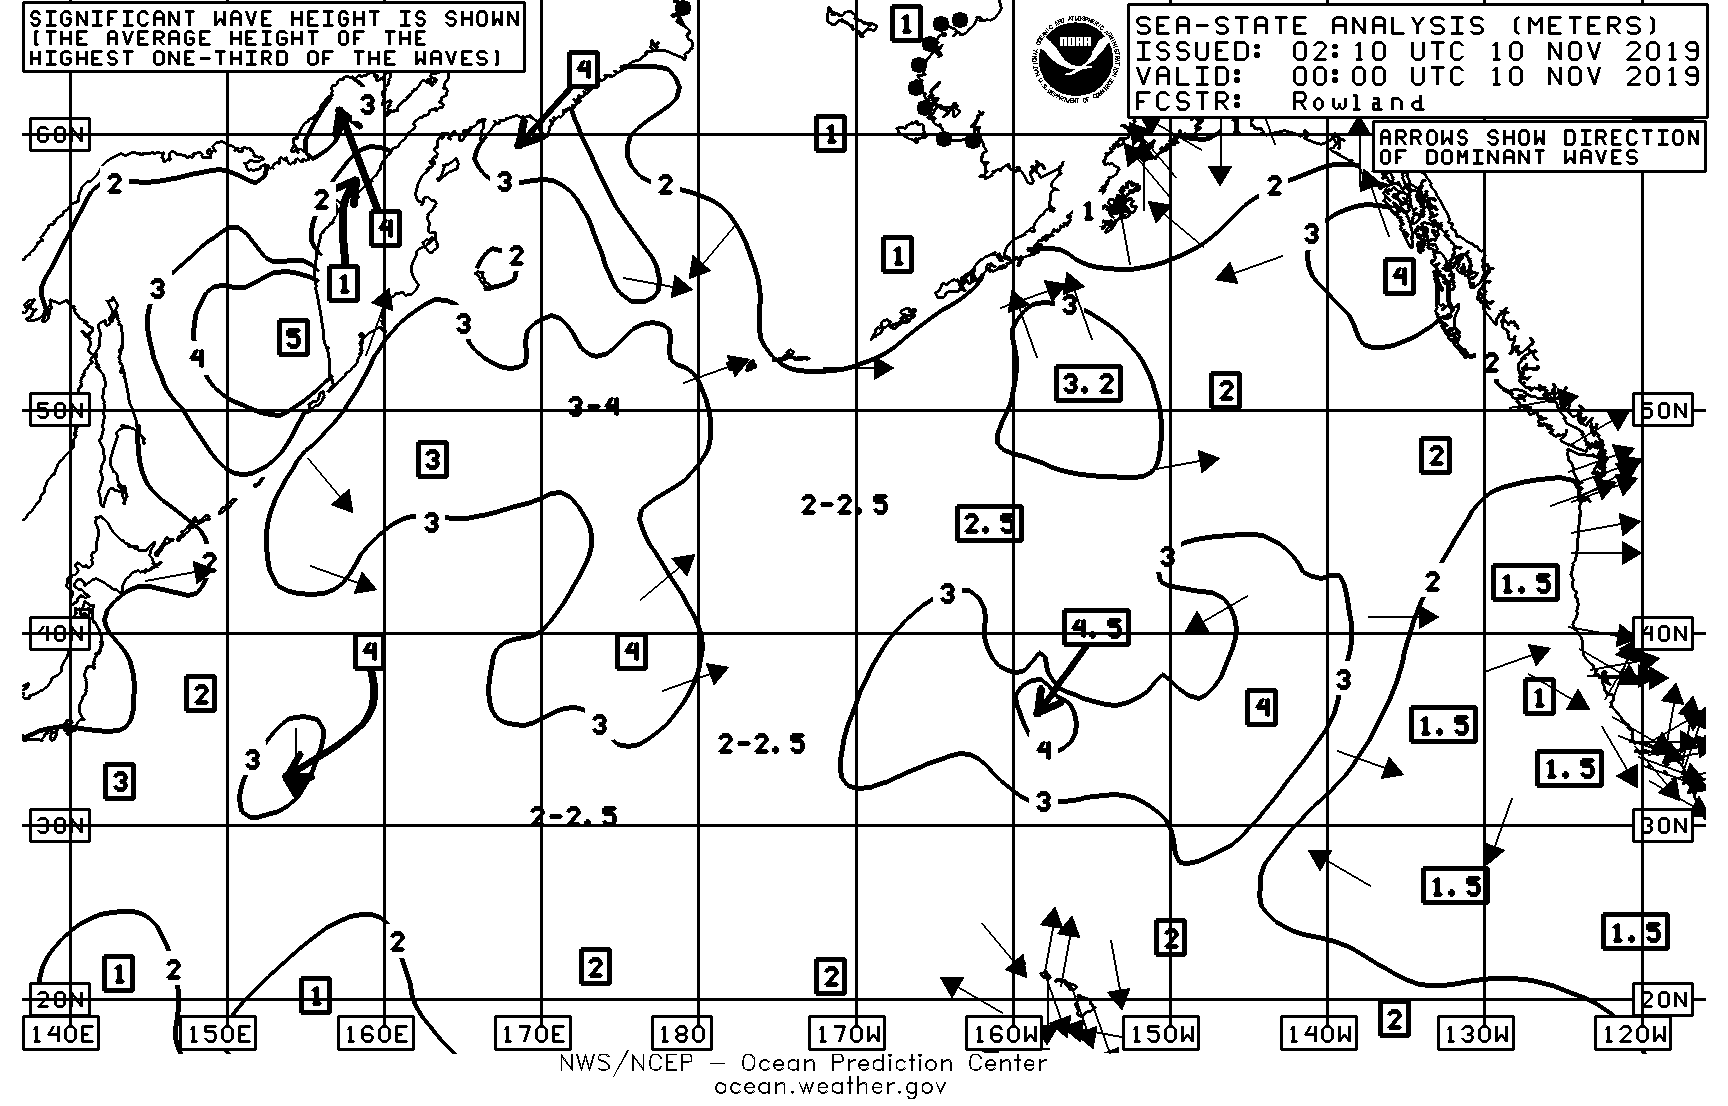 SIGNIFICANT WAVE HEIGHT IS SHOWN
(THE AVERAGE HEIGHT OF THE
HIGHEST ONE-THIRD OF THE WAVES)
SEA-STATE ANALYSIS (METERS)
ISSUED: 02:10 UTC 10 NOV 2019
VALID: 00:00 UTC 10 NOV 2019
FCSTR: Rowland
NOAA
ARROWS SHOW DIRECTION
OF DOMINANT WAVES
1
4
3
60N
1
1
2
3
2
2
2
4
1
1
3
4
2
1
3
3
3
5
4
2
3.2
2
3-4
50N
50N
3
2
2-2.5
3
2.5
2
3
2
1.5
3
40N
4.5
40N
4
4
2
3
1
4
3
1.5
2-2.5
4
3
3
1.5
3
2-2.5
30N
30N
1.5
2
2
1.5
1
2
2
2
1
20N
20N
2
140E 150E 160E 170E 180 170W 160W 150W 140W 130W 120W
NWS/NCEP – Ocean Prediction Center
ocean.weather.gov